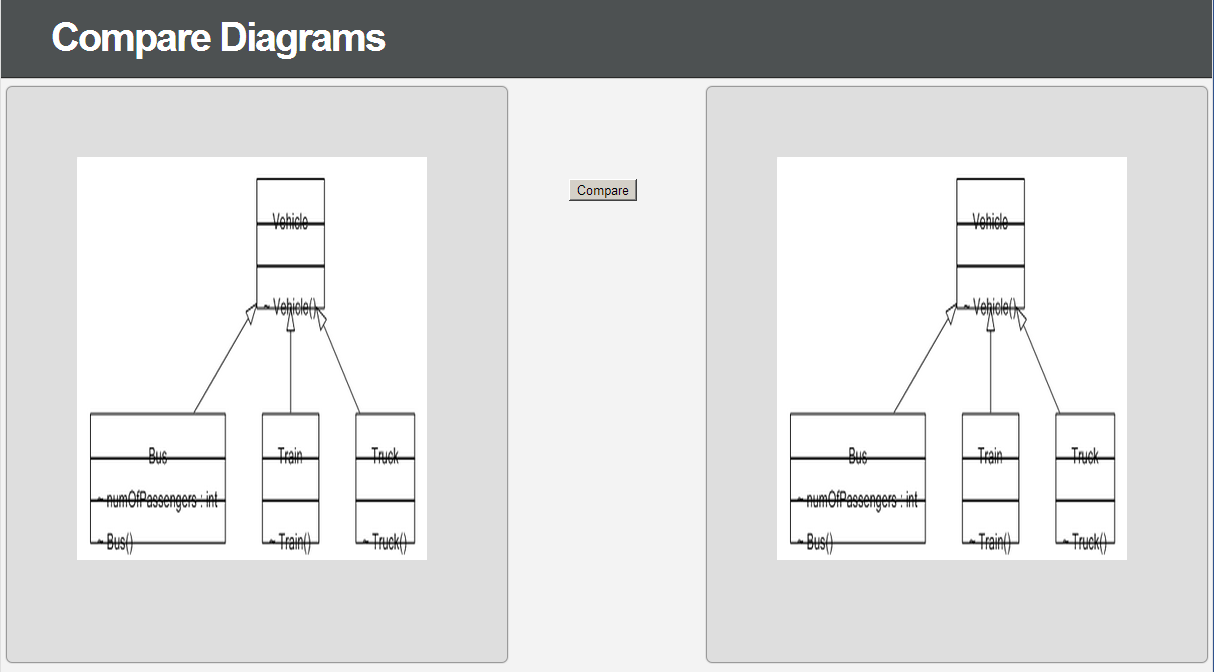 Compare Diagrams
Vehicle
~ Vehicle()
Bus
~ numOfPassengers : int
~ Bus()
Train
~ Train()
Truck
~ Truck()
Compare
Vehicle
~ Vehicle()
Bus
~ numOfPassengers : int
~ Bus()
Train
~ Train()
Truck
~ Truck()